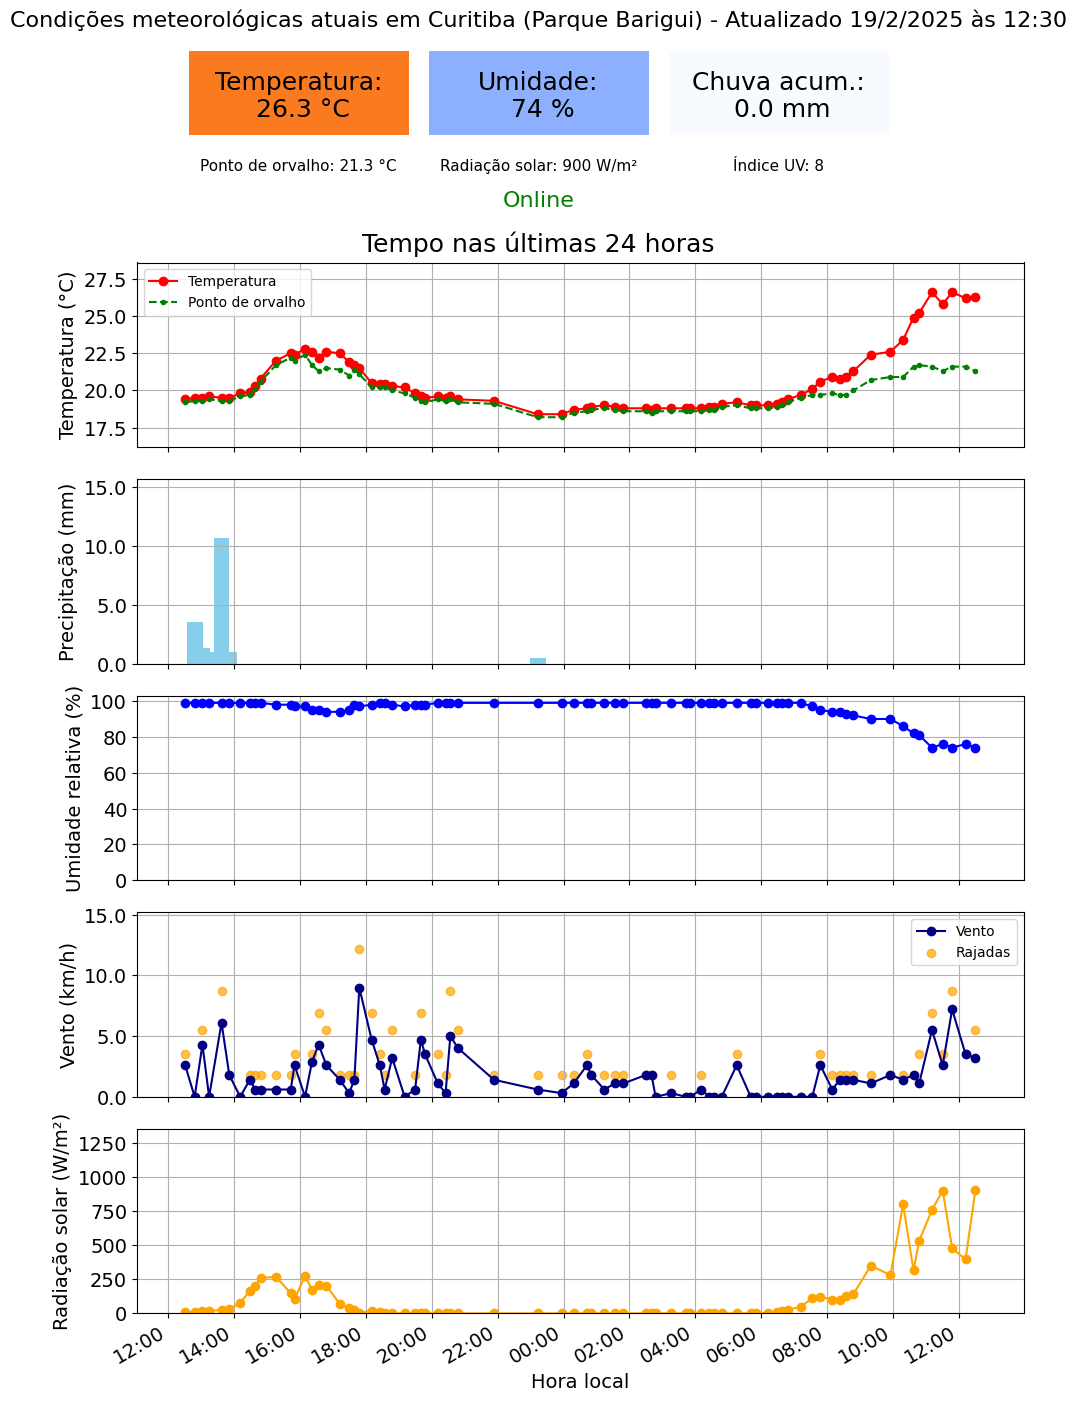 Condições meteorológicas atuais em Curitiba (Parque Barigui) - Atualizado 19/2/2025 às 12:30
Temperatura:
26.3 °C
Umidade:
74 %
Chuva acum.:
0.0 mm
Ponto de orvalho: 21.3 °C
Radiação solar: 900 W/m²
Índice UV: 8
Online
Tempo nas últimas 24 horas
Temperatura (°C)
27.5
25.0
22.5
20.0
17.5
Temperatura
Ponto de orvalho
Precipitação (mm)
15.0
10.0
5.0
0.0
Umidade relativa (%)
100
80
60
40
20
0
Vento (km/h)
15.0
10.0
5.0
0.0
Vento
Rajadas
Radiação solar (W/m²)
1250
1000
750
500
250
0
12:00 14:00 16:00 18:00 20:00 22:00 00:00 02:00 04:00 06:00 08:00 10:00 12:00
Hora local